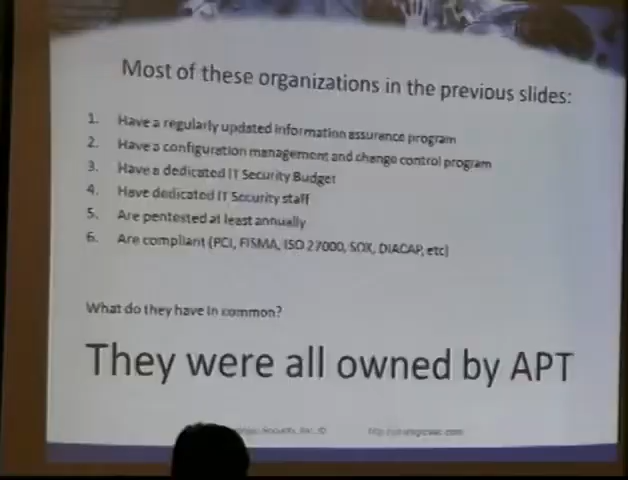 Most of these organizations in the previous slides:
1. Have a regularly updated information assurance program
2. Have a configuration management and change control program
3. Have a dedicated IT Security Budget
4. Have dedicated IT Security staff
5. Are pentested at least annually
6. Are compliant (PCI, FISMA, ISO 27000, SOX, DIACAP, etc)
What do they have in common?
They were all owned by APT
Security, Inc. ©